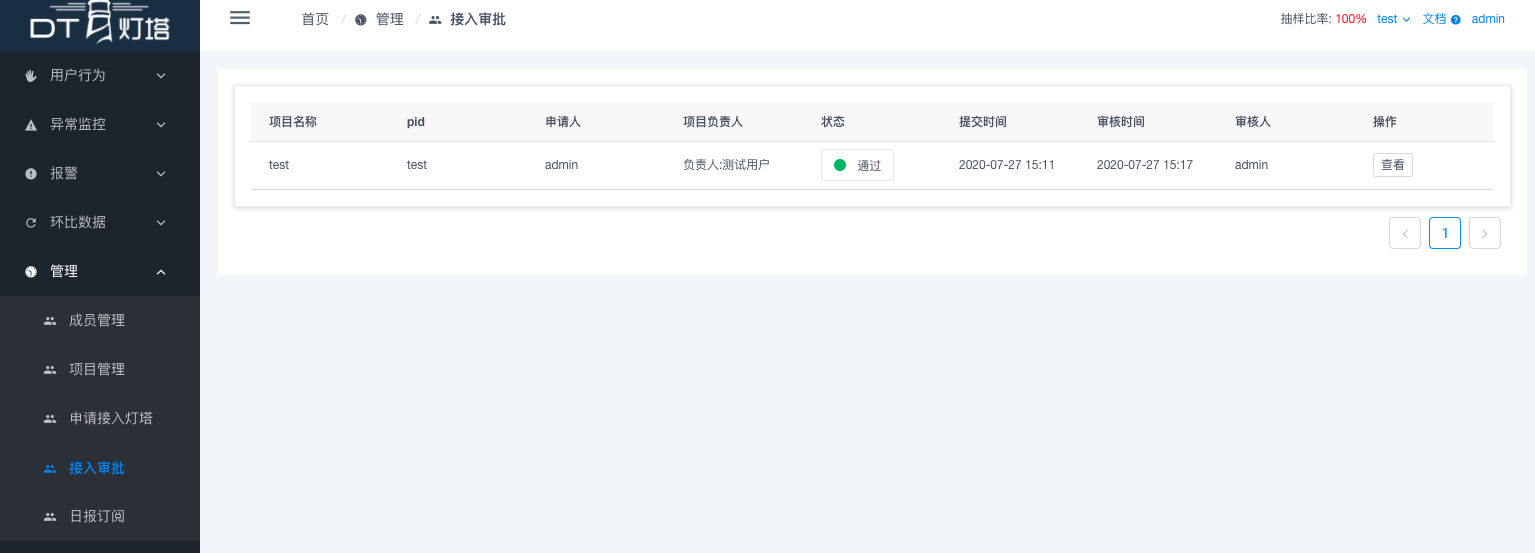 DT 灯塔
首页 / 管理 / 接入审批
抽样比率: 100% test 文档 admin
用户行为
异常监控
报警
环比数据
管理
成员管理
项目管理
申请接入灯塔
接入审批
日报订阅
项目名称 pid 申请人 项目负责人 状态 提交时间 审核时间 审核人 操作
test test admin 负责人:测试用户 通过 2020-07-27 15:11 2020-07-27 15:17 admin 查看
1